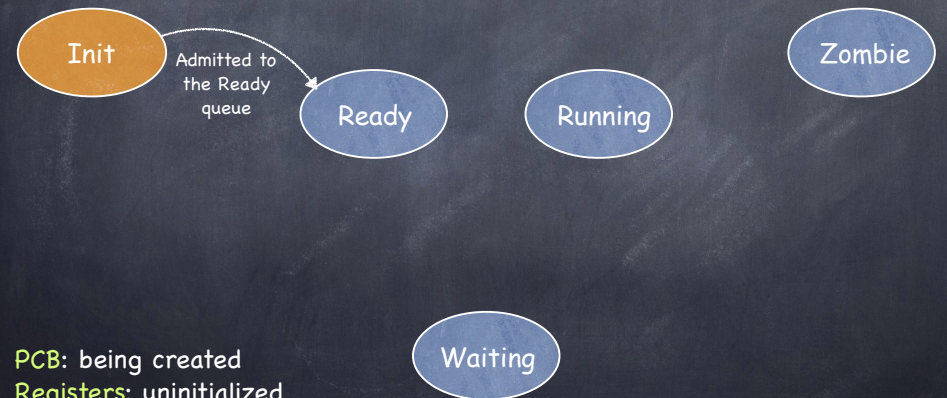 Init
Admitted to
the Ready
queue
Ready
Running
Zombie
Waiting
PCB: being created
Registers: uninitialized